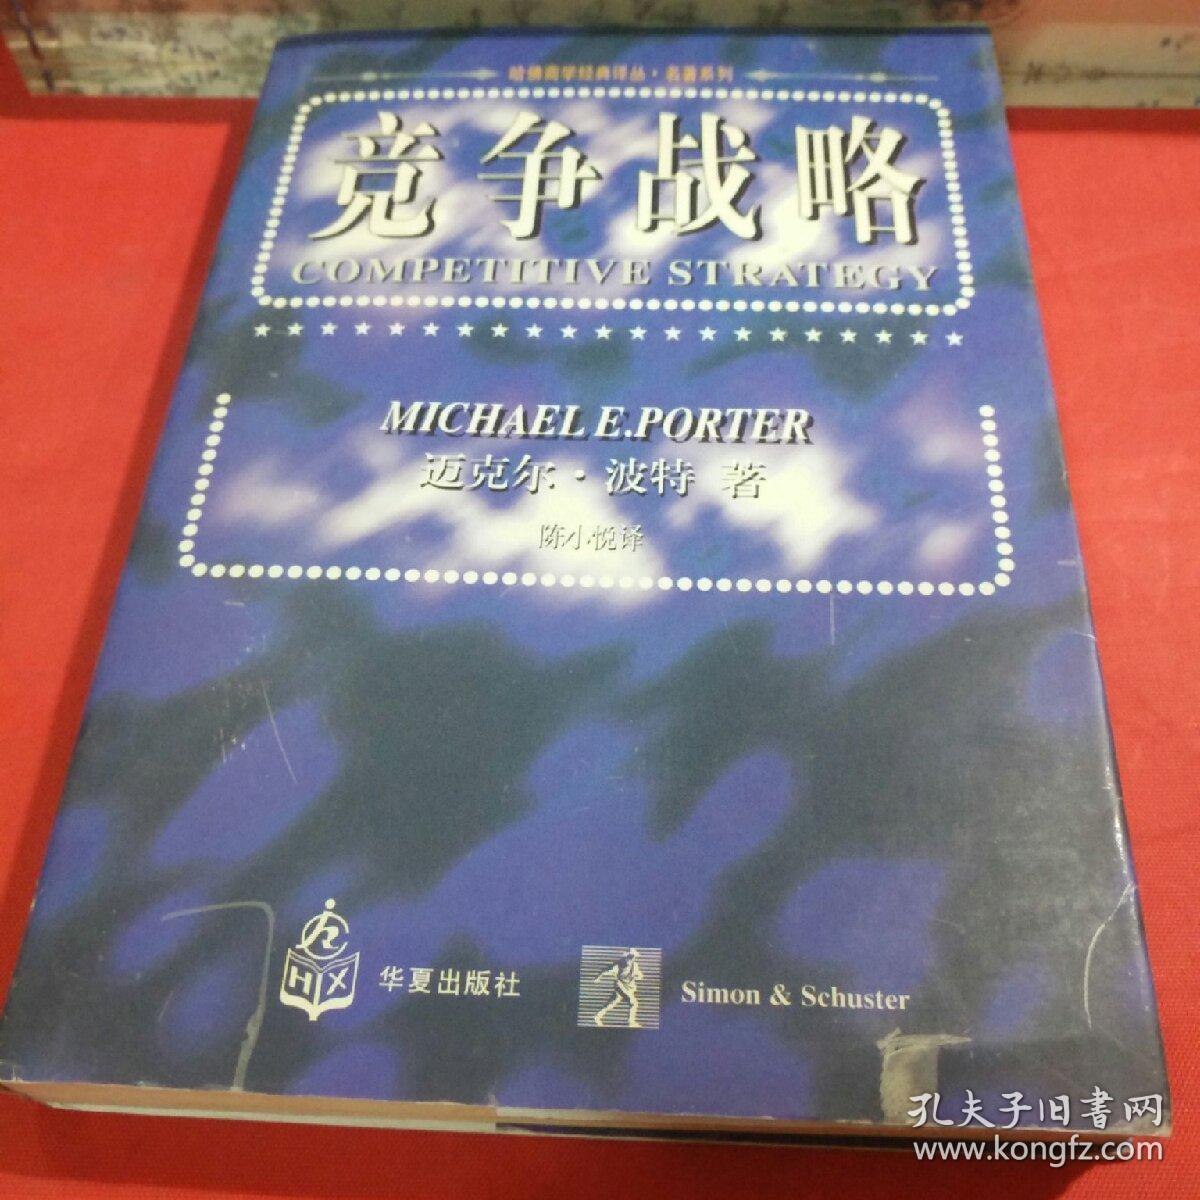 哈佛商学经典译丛·名著系列
竞争战略
COMPETITIVE STRATEGY
MICHAEL E.PORTER
迈克尔·波特 著
陈小悦译
HX
华夏出版社
Simon & Schuster
孔夫子旧書网
www.kongfz.com